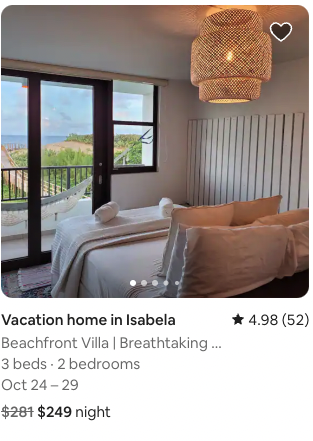 Vacation home in Isabela ★ 4.98 (52)
Beachfront Villa | Breathtaking ...
3 beds · 2 bedrooms
Oct 24 – 29
$281 $249 night